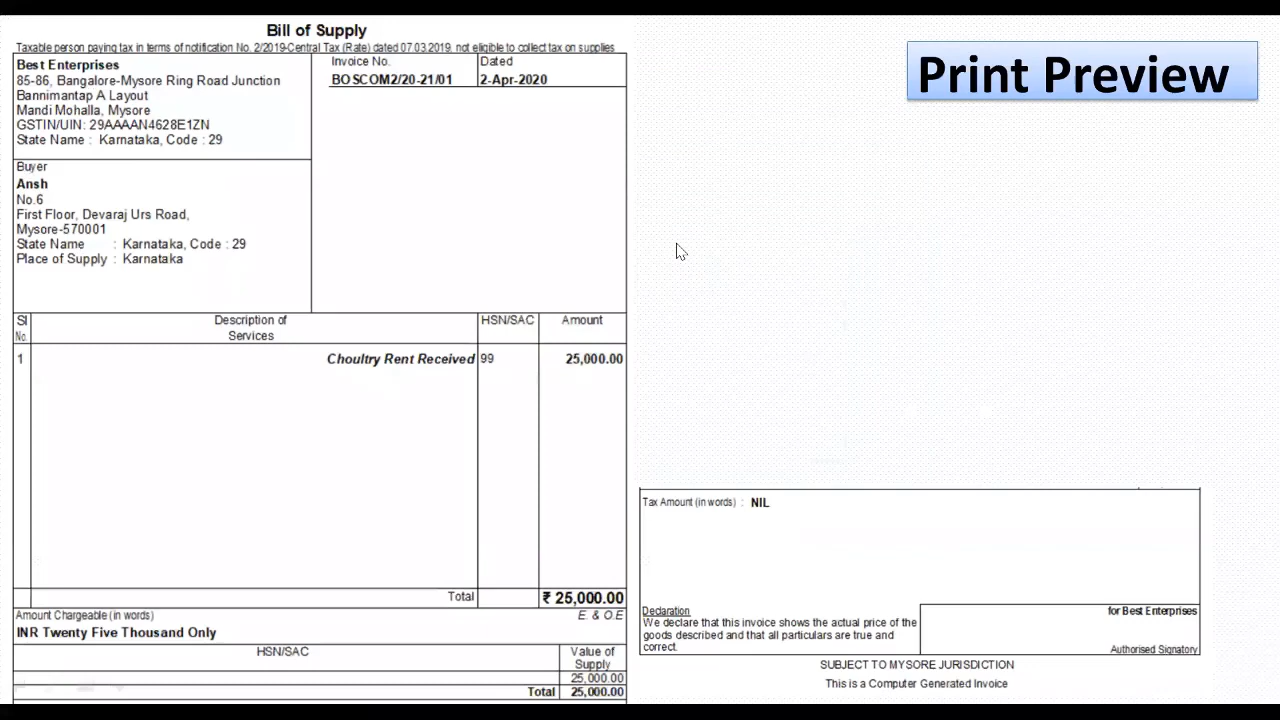 Bill of Supply
Taxable person paying tax in terms of notification No. 2/2019-Central Tax (Rate) dated 07.03.2019, not eligible to collect tax on supplies
Print Preview
Best Enterprises
85-86, Bangalore-Mysore Ring Road Junction
Bannimantap A Layout
Mandi Mohalla, Mysore
GSTIN/UIN: 29AAAAN4628E1ZN
State Name : Karnataka, Code : 29
Invoice No.
BOSCOM2/20-21/01
Dated
2-Apr-2020
Buyer
Ansh
No.6
First Floor, Devaraj Urs Road,
Mysore-570001
State Name : Karnataka, Code : 29
Place of Supply : Karnataka
Sl No. Description of Services HSN/SAC Amount
1 Choultry Rent Received 99 25,000.00
Total ₹ 25,000.00
Amount Chargeable (in words) E. & O.E
INR Twenty Five Thousand Only
HSN/SAC Value of Supply
25,000.00
Total 25,000.00
Tax Amount (in words) : NIL
Declaration
We declare that this invoice shows the actual price of the
goods described and that all particulars are true and
correct.
for Best Enterprises
Authorised Signatory
SUBJECT TO MYSORE JURISDICTION
This is a Computer Generated Invoice